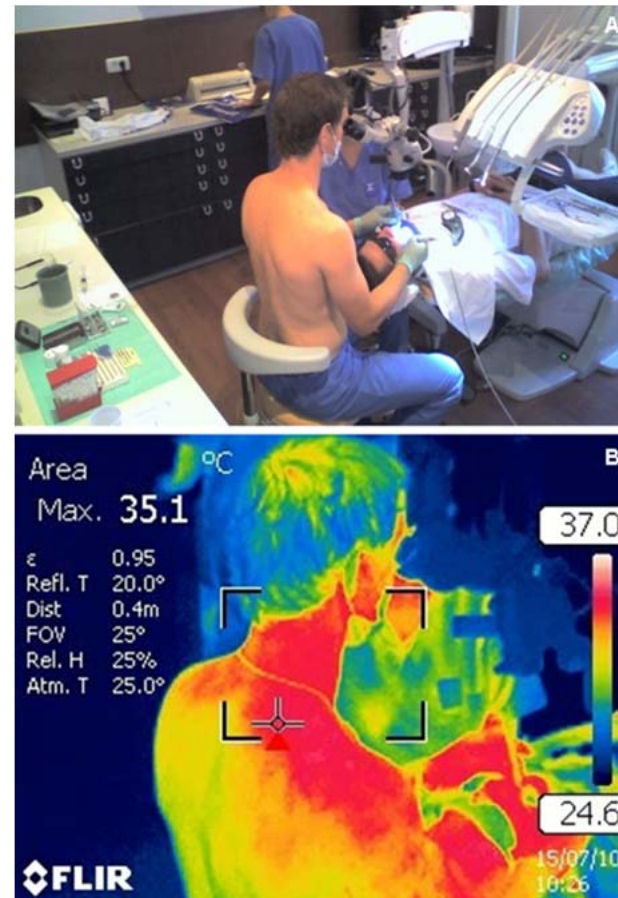 A
B
Area
°C
Max. 35.1
37.0
ε 0.95
Refl. T 20.0°
Dist 0.4m
FOV 25°
Rel. H 25%
Atm. T 25.0°
24.6
15/07/10
10:26
FLIR